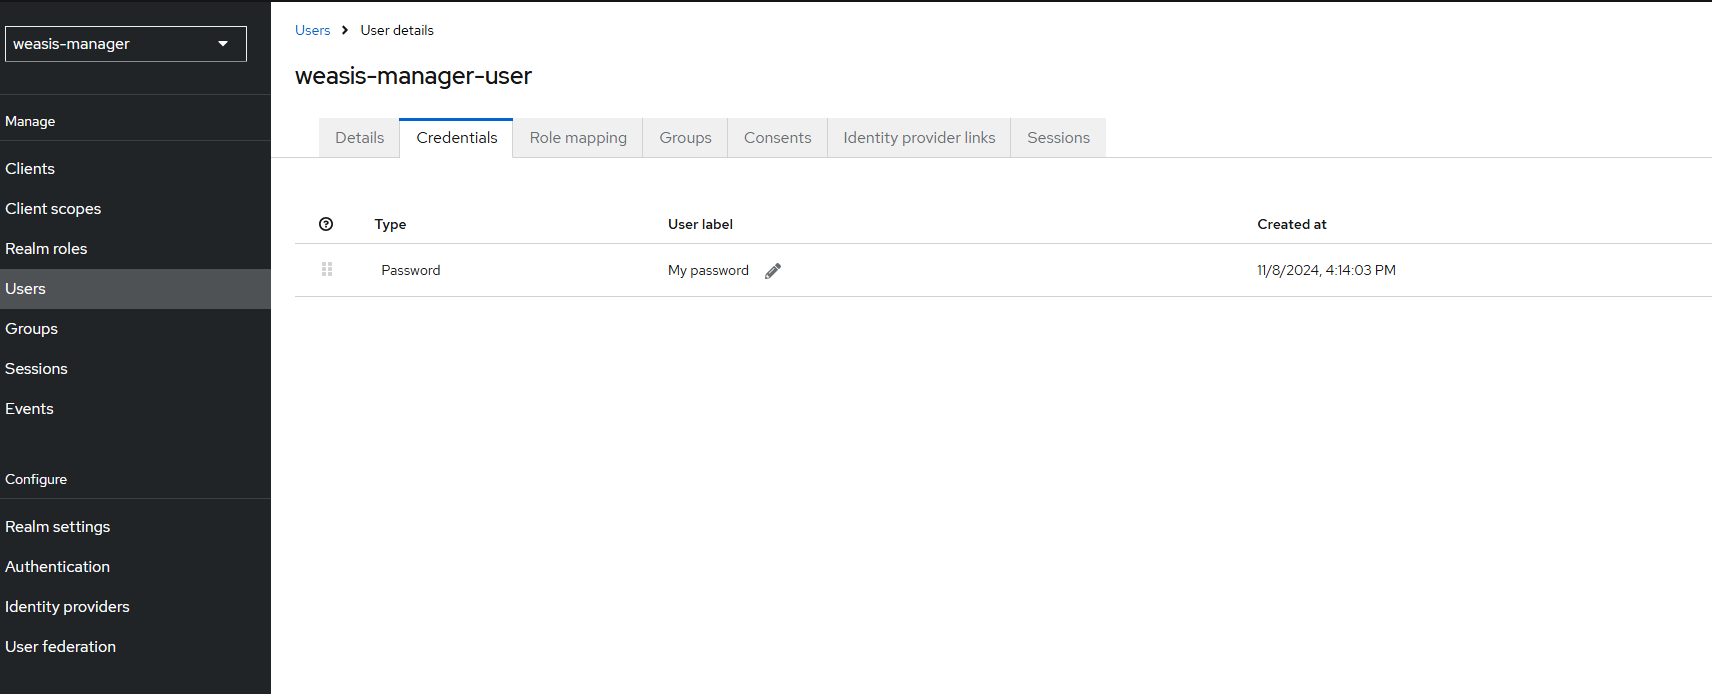 weasis-manager
Manage
Clients
Client scopes
Realm roles
Users
Groups
Sessions
Events
Configure
Realm settings
Authentication
Identity providers
User federation
Users User details
weasis-manager-user
Details Credentials Role mapping Groups Consents Identity provider links Sessions
Type User label Created at
Password My password 11/8/2024, 4:14:03 PM